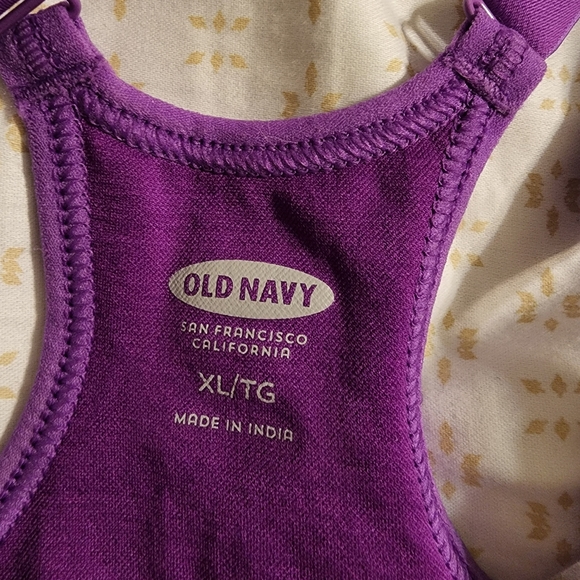 OLD NAVY
SAN FRANCISCO
CALIFORNIA
XL/TG
MADE IN INDIA